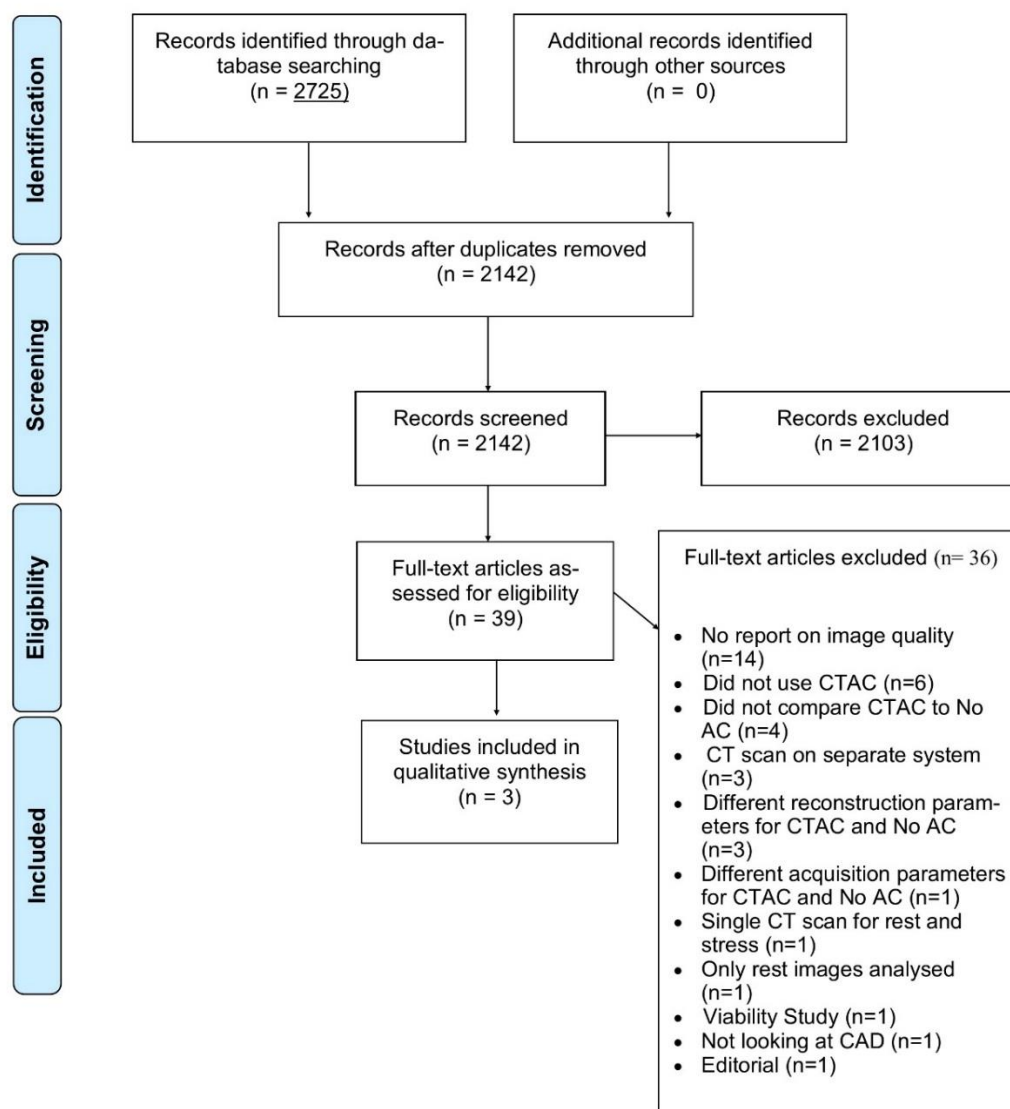 Identification
Records identified through da-
tabase searching
(n = 2725)
Additional records identified
through other sources
(n = 0)
Records after duplicates removed
(n = 2142)
Screening
Records screened
(n = 2142)
Records excluded
(n = 2103)
Eligibility
Full-text articles as-
sessed for eligibility
(n = 39)
Full-text articles excluded (n= 36)
• No report on image quality
(n=14)
• Did not use CTAC (n=6)
• Did not compare CTAC to No
AC (n=4)
• CT scan on separate system
(n=3)
• Different reconstruction param-
eters for CTAC and No AC
(n=3)
• Different acquisition parameters
for CTAC and No AC (n=1)
• Single CT scan for rest and
stress (n=1)
• Only rest images analysed
(n=1)
• Viability Study (n=1)
• Not looking at CAD (n=1)
• Editorial (n=1)
Included
Studies included in
qualitative synthesis
(n = 3)